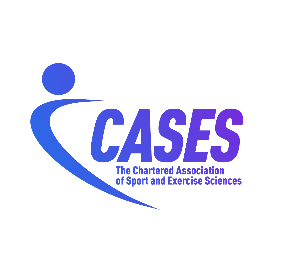 CASES
The Chartered Association
of Sport and Exercise Sciences